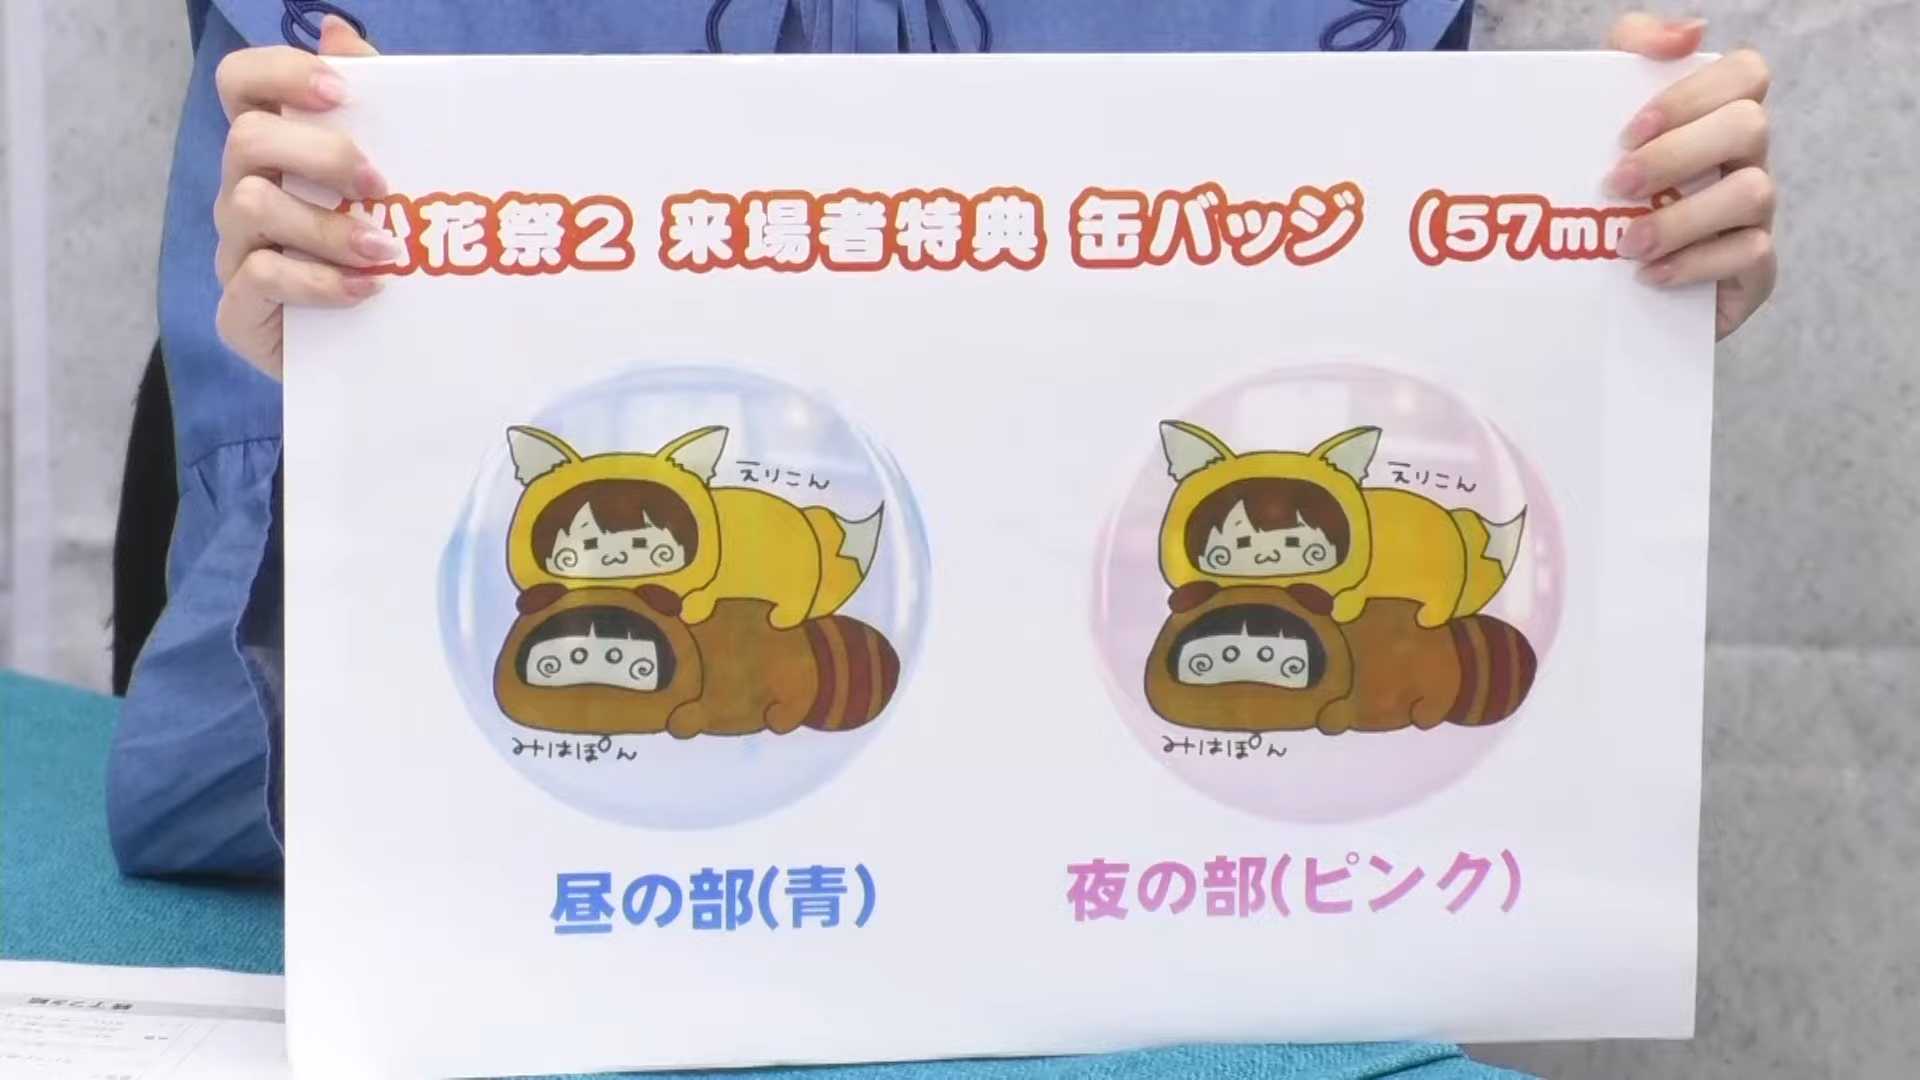 松花祭2 来場者特典 缶バッジ (57mm)
えりこん
みはぽん
えりこん
みはぽん
昼の部(青)
夜の部(ピンク)